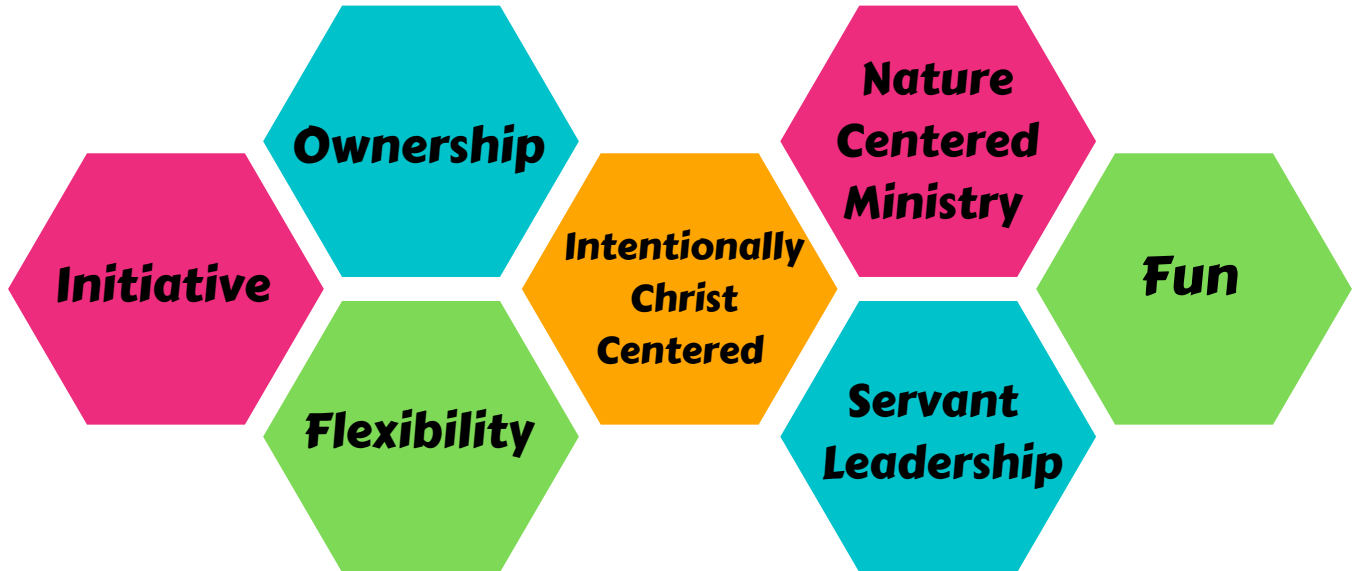 Initiative
Ownership
Flexibility
Intentionally
Christ
Centered
Nature
Centered
Ministry
Servant
Leadership
Fun